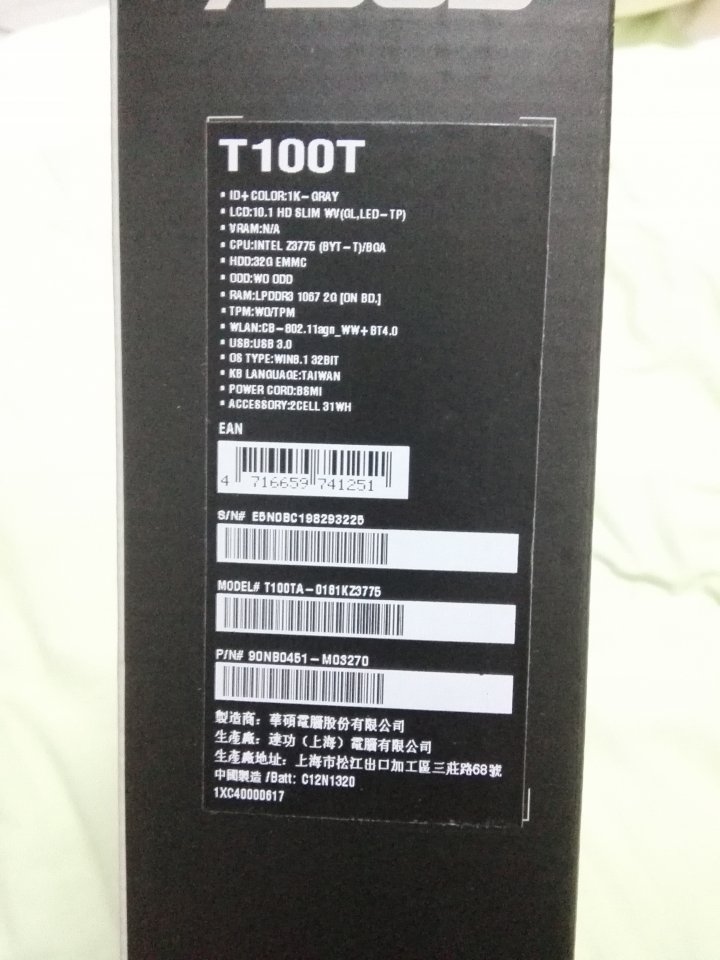 T100T
• ID+COLOR:1K-GRAY
• LCD:10.1 HD SLIM WV(GL,LED-TP)
• VRAM:N/A
• CPU:INTEL Z3775 (BYT-T)/BGA
• HDD:32G EMMC
• ODD:WO ODD
• RAM:LPDDR3 1067 2G [ON BD.]
• TPM:WO/TPM
• WLAN:CB-802.11agn_WW+BT4.0
• USB:USB 3.0
• OS TYPE:WIN8.1 32BIT
• KB LANGUAGE:TAIWAN
• POWER CORD:BSMI
• ACCESSORY:2CELL 31WH
EAN
4 716659 741251
S/N# E5N0BC198293225
MODEL# T100TA-0181KZ3775
P/N# 90NB0451-M03270
製造商: 華碩電腦股份有限公司
生產廠: 達功(上海)電腦有限公司
生產廠地址: 上海市松江出口加工區三莊路68號
中國製造 /Batt: C12N1320
1XC40000617